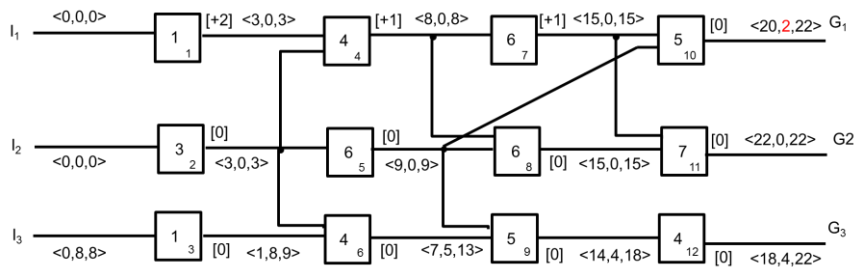 <0,0,0> [+2] <3,0,3> [+1] <8,0,8> [+1] <15,0,15> [0] <20,2,22> G1
I1 1 1 4 4 6 7 5 10
I2 3 2 [0] 6 5 [0] 6 8 7 11 [0] <22,0,22> G2
<0,0,0> <3,0,3> <9,0,9> [0] <15,0,15>
I3 1 3 4 6 5 9 4 12 G3
<0,8,8> [0] <1,8,9> [0] <7,5,13> [0] <14,4,18> [0] <18,4,22>